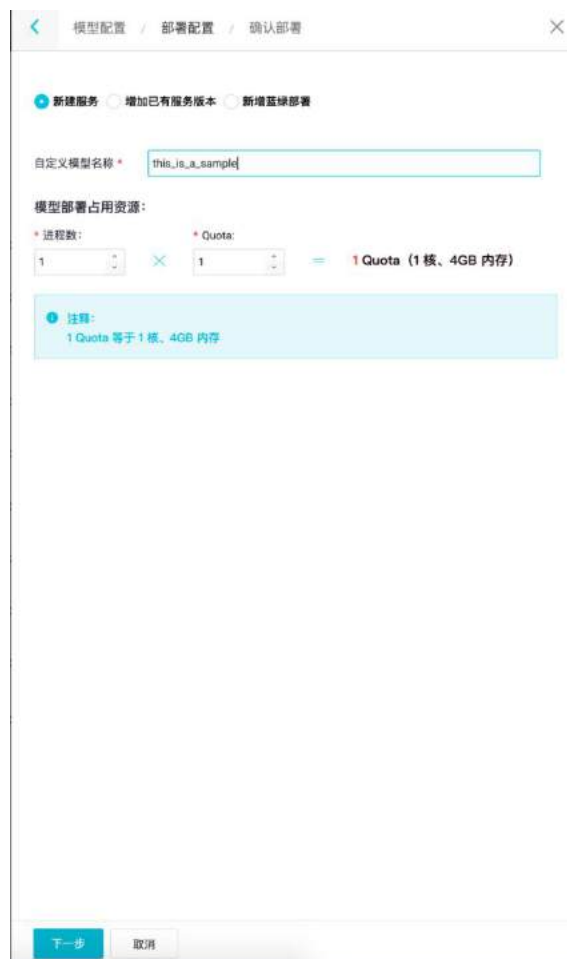 模型配置 / 部署配置 / 确认部署
新建服务 增加已有服务版本 新增蓝绿部署
自定义模型名称 * this_is_a_sample
模型部署占用资源:
* 进程数: * Quota:
1 × 1 = 1 Quota (1 核、4GB 内存)
注释:
1 Quota 等于 1 核、4GB 内存
下一步 取消